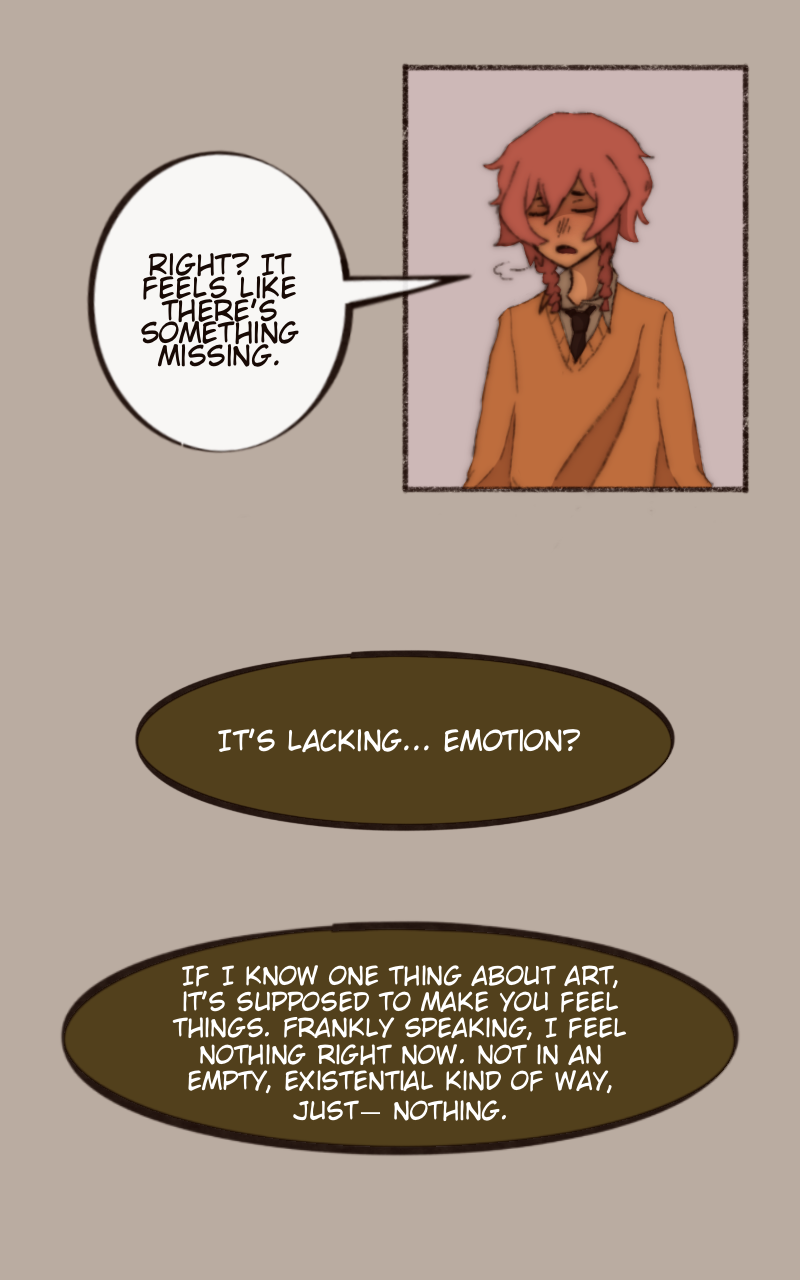 RIGHT? IT
FEELS LIKE
THERE'S
SOMETHING
MISSING.
IT'S LACKING... EMOTION?
IF I KNOW ONE THING ABOUT ART,
IT'S SUPPOSED TO MAKE YOU FEEL
THINGS. FRANKLY SPEAKING, I FEEL
NOTHING RIGHT NOW. NOT IN AN
EMPTY, EXISTENTIAL KIND OF WAY,
JUST— NOTHING.